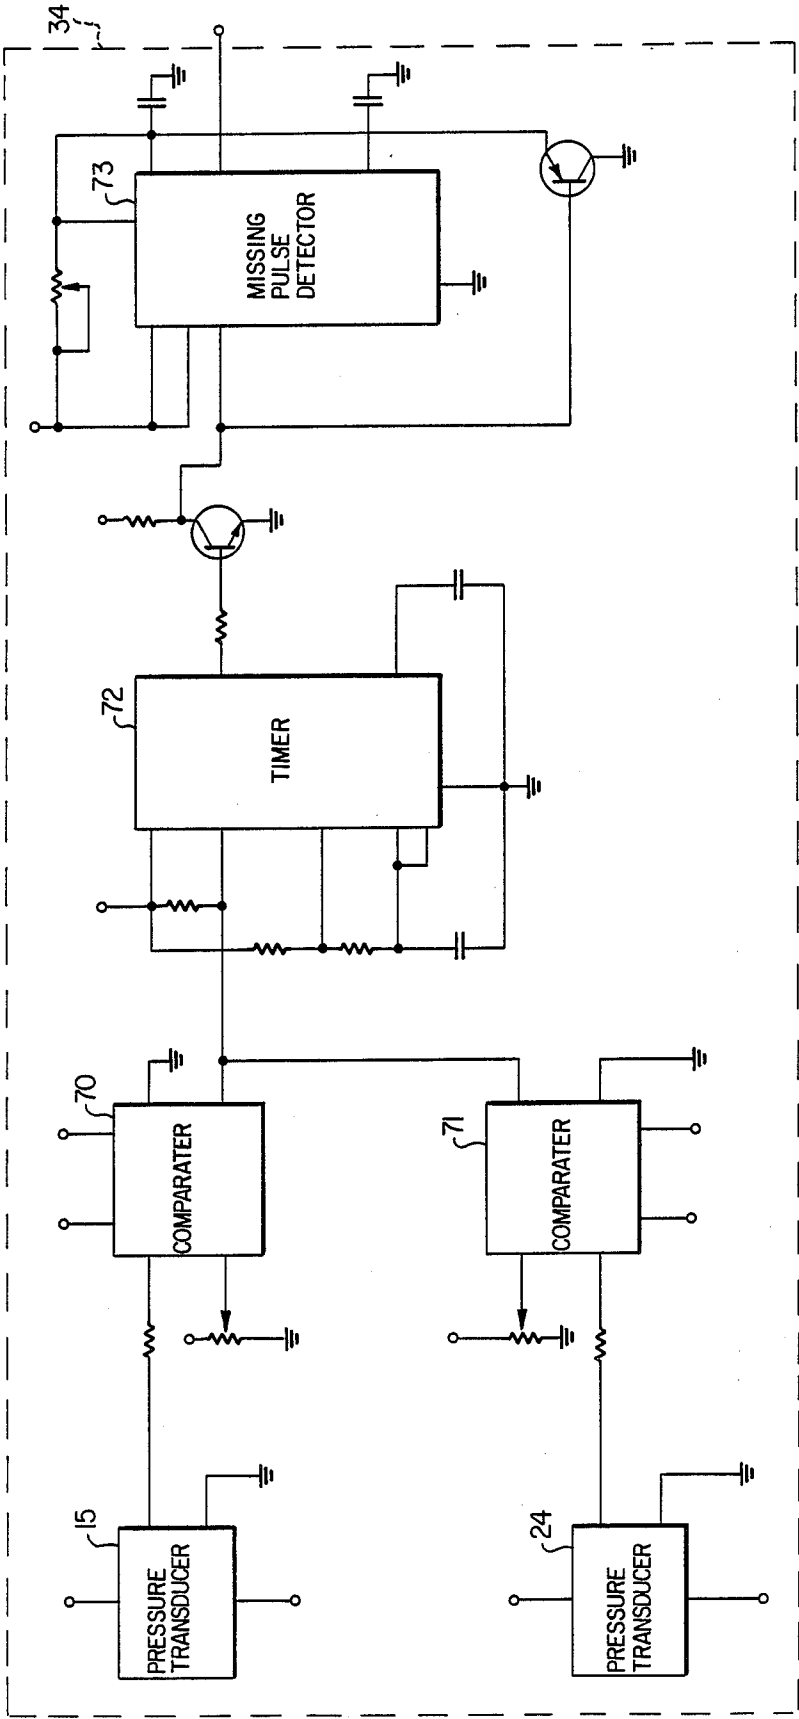 34
15
PRESSURE
TRANSDUCER
24
PRESSURE
TRANSDUCER
70
COMPARATER
71
COMPARATER
72
TIMER
73
MISSING
PULSE
DETECTOR